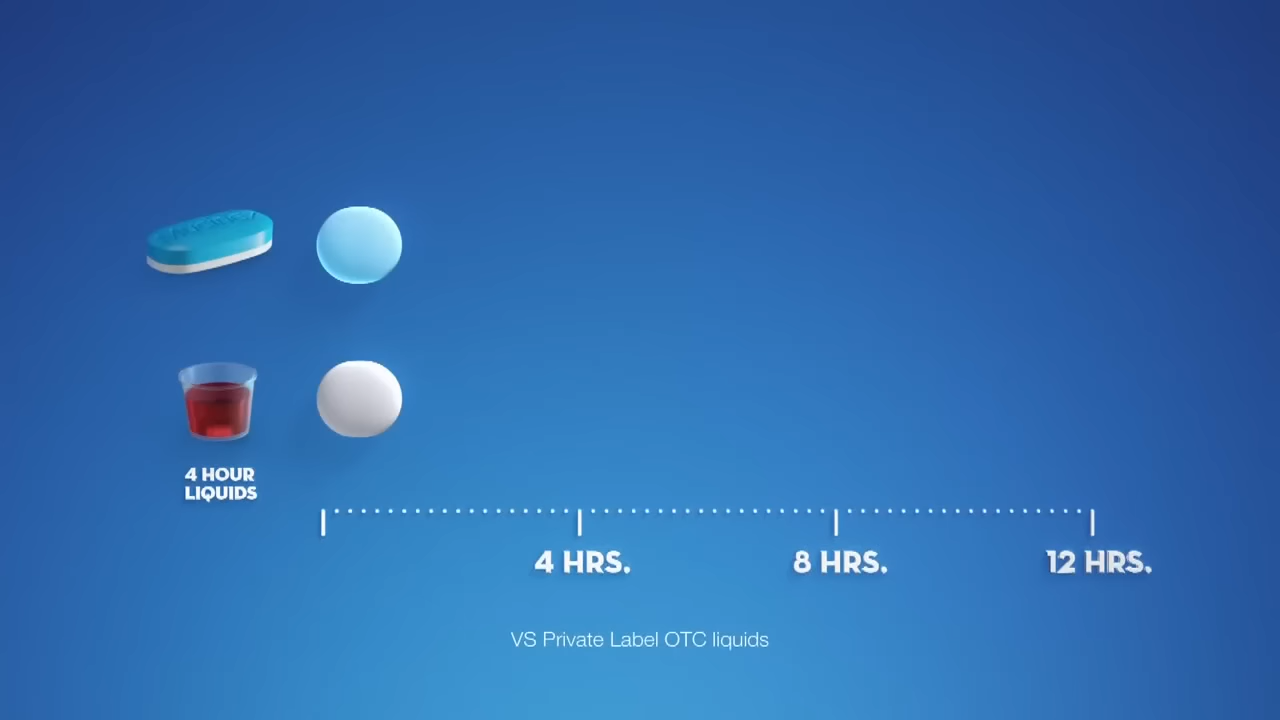 4 HOUR
LIQUIDS
4 HRS.
8 HRS.
12 HRS.
VS Private Label OTC liquids